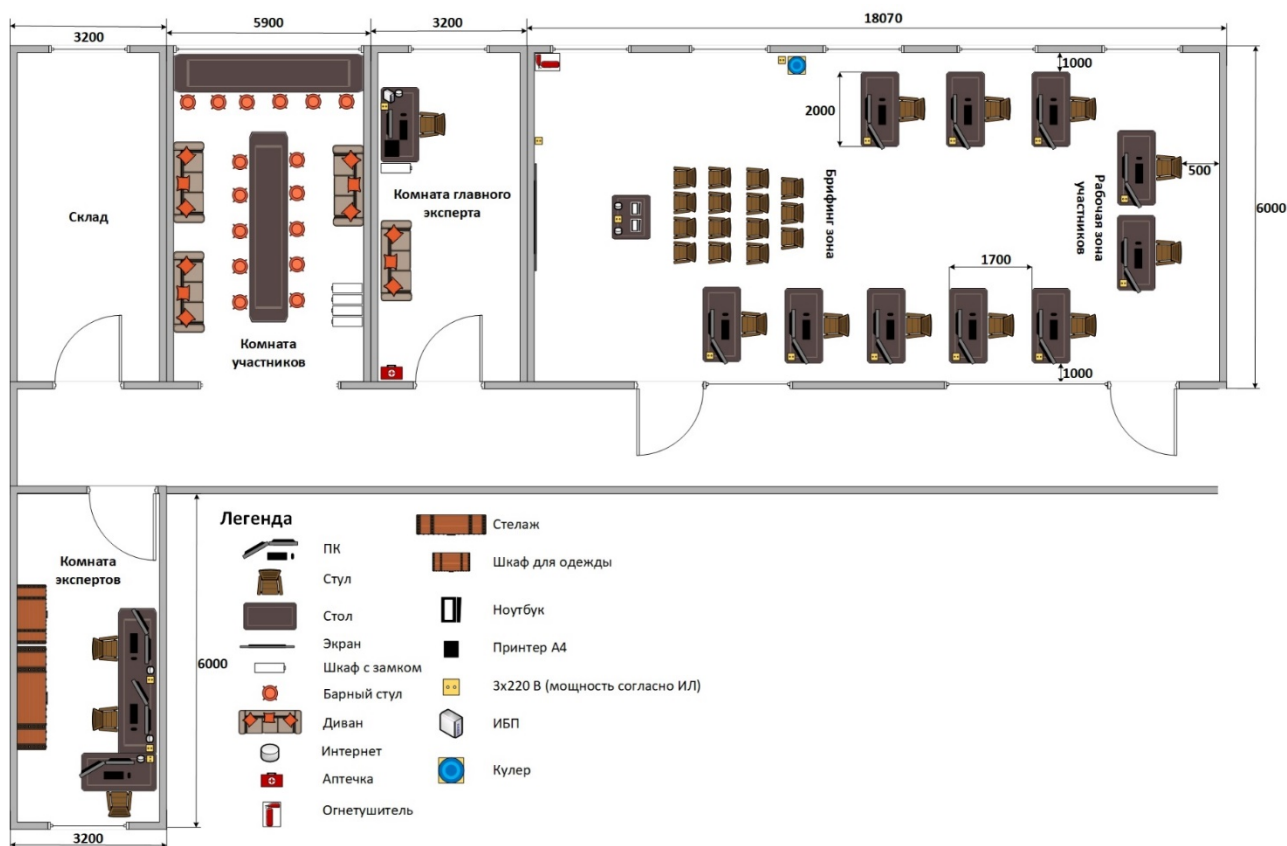 3200
5900
3200
18070
1000
2000
500
6000
1700
1000
Склад
Комната
участников
Комната главного
эксперта
Брифинг зона
Рабочая зона
участников
Комната
экспертов
6000
3200
Легенда
ПК
Стул
Стол
Экран
Шкаф с замком
Барный стул
Диван
Интернет
Аптечка
Огнетушитель
Стелаж
Шкаф для одежды
Ноутбук
Принтер А4
3х220 В (мощность согласно ИЛ)
ИБП
Кулер